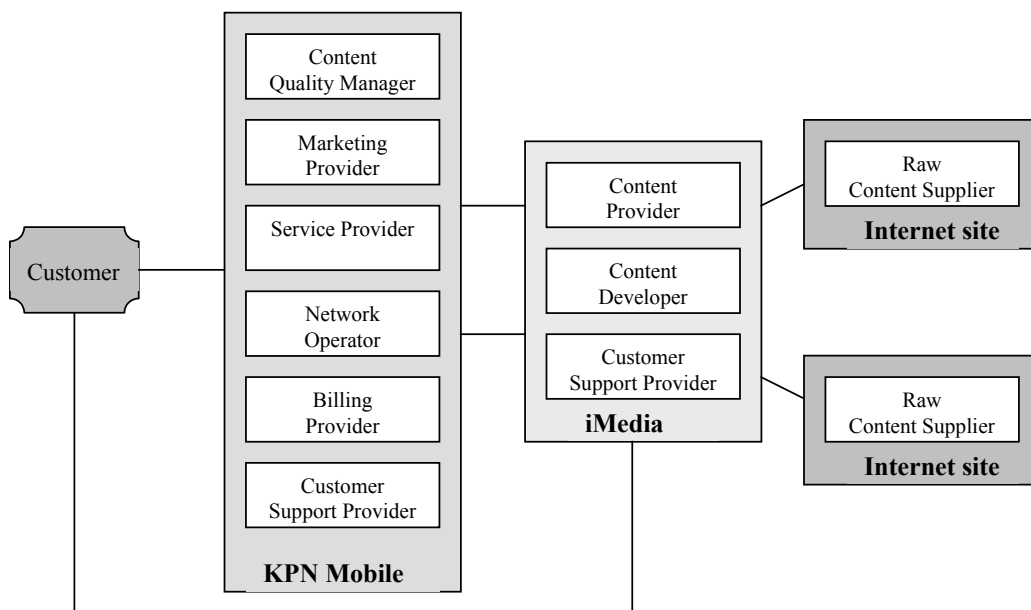 Customer
Content
Quality Manager
Marketing
Provider
Service Provider
Network
Operator
Billing
Provider
Customer
Support Provider
KPN Mobile
Content
Provider
Content
Developer
Customer
Support Provider
iMedia
Raw
Content Supplier
Internet site
Raw
Content Supplier
Internet site